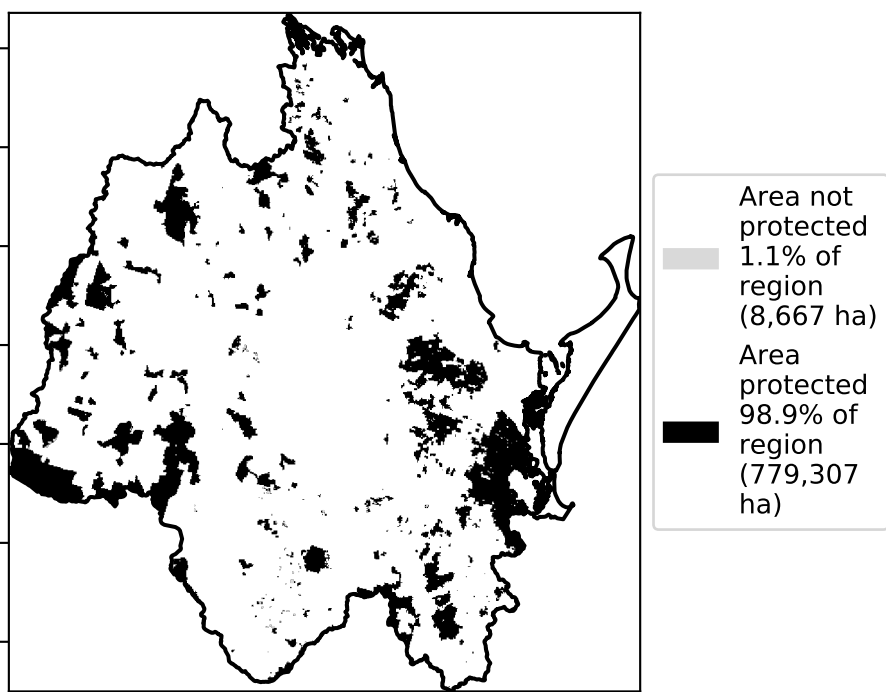 Area not
protected
1.1% of
region
(8,667 ha)
Area
protected
98.9% of
region
(779,307
ha)